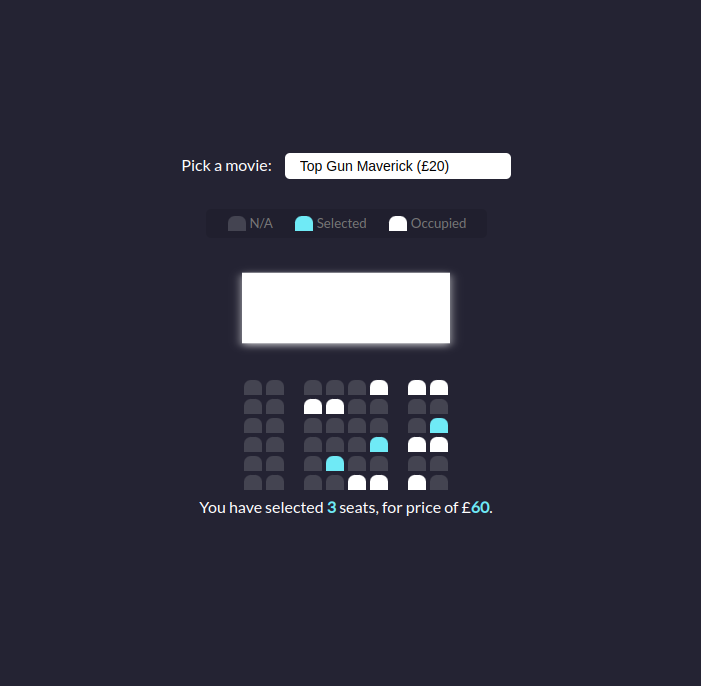 Pick a movie: Top Gun Maverick (£20)
N/A Selected Occupied
You have selected 3 seats, for price of £60.